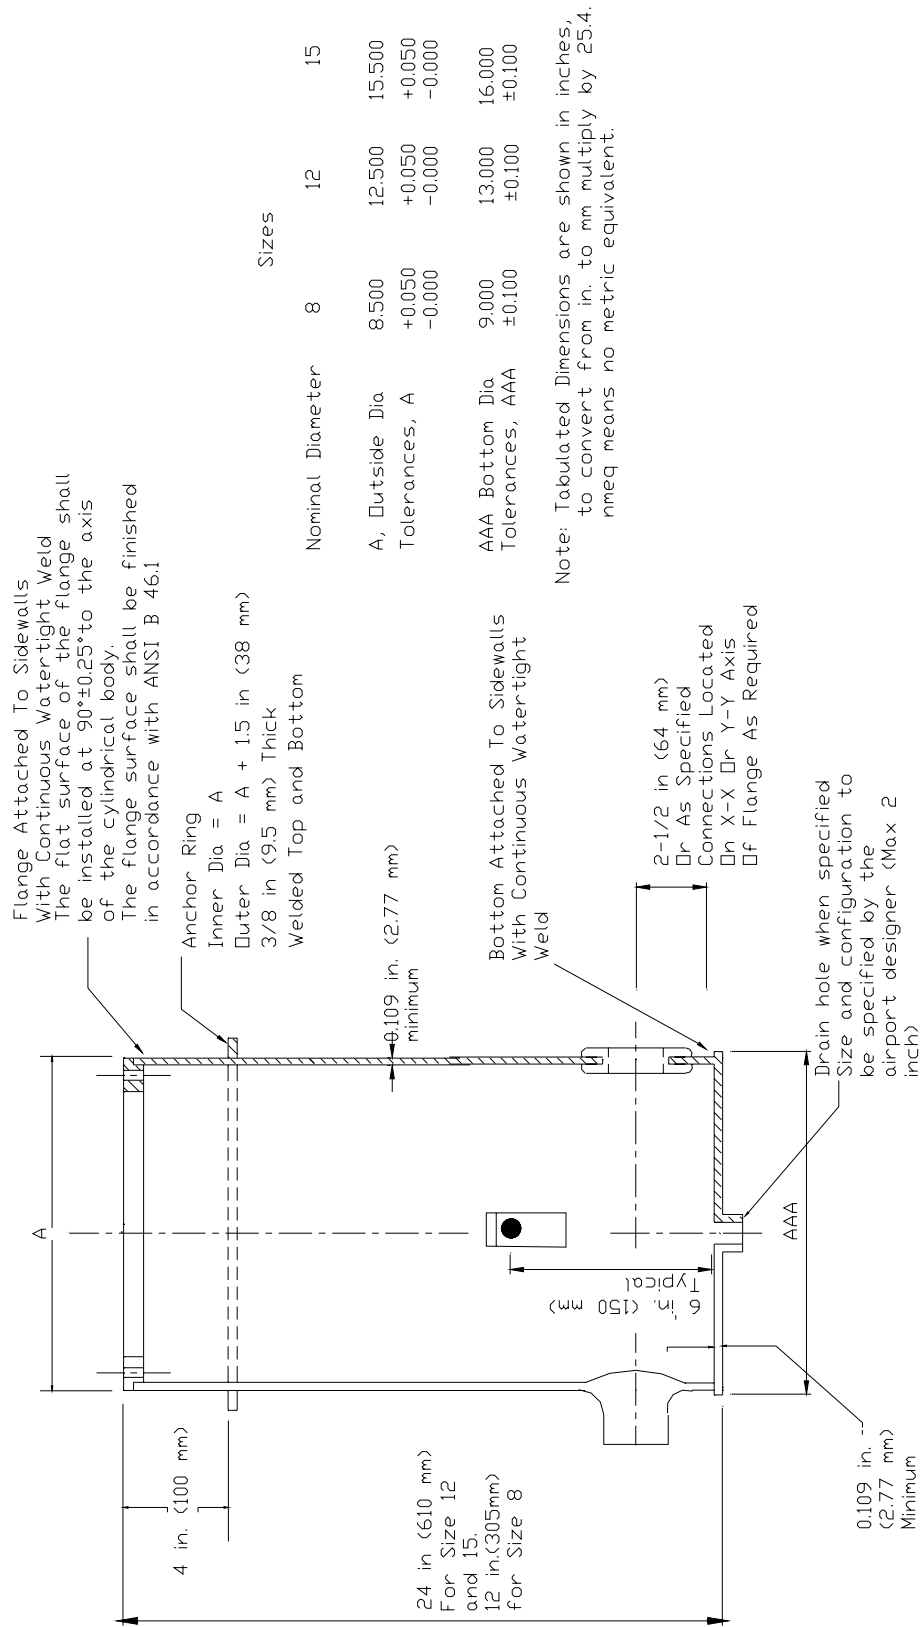 Flange Attached To Sidewalls
With Continuous Watertight Weld
The flat surface of the flange shall
be installed at 90°±0.25°to the axis
of the cylindrical body.
The flange surface shall be finished
in accordance with ANSI B 46.1
Anchor Ring
Inner Dia = A
Outer Dia = A + 1.5 in (38 mm)
3/8 in (9.5 mm) Thick
Welded Top and Bottom
0.109 in. (2.77 mm)
minimum
Bottom Attached To Sidewalls
With Continuous Watertight
Weld
2-1/2 in (64 mm)
Or As Specified
Connections Located
On X-X Or Y-Y Axis
Of Flange As Required
Drain hole when specified
Size and configuration to
be specified by the
airport designer (Max 2
inch)
A
AAA
6 in. (150 mm)
Typical
4 in. (100 mm)
24 in (610 mm)
For Size 12
and 15.
12 in.(305mm)
for Size 8
0.109 in.
(2.77 mm)
Minimum
Sizes
Nominal Diameter 8 12 15
A, Outside Dia 8.500 12.500 15.500
Tolerances, A +0.050 +0.050 +0.050
-0.000 -0.000 -0.000
AAA Bottom Dia 9.000 13.000 16.000
Tolerances, AAA ±0.100 ±0.100 ±0.100
Note: Tabulated Dimensions are shown in inches,
to convert from in. to mm multiply by 25.4.
nmeq means no metric equivalent.